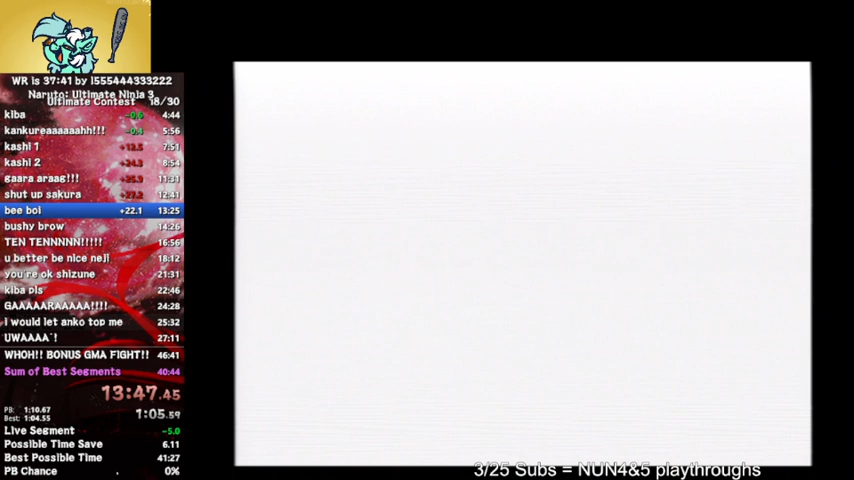 WR is 37:41 by l555444333222
Naruto: Ultimate Ninja 3
Ultimate Contest 18/30
kiba -0.6 4:44
kankureaaaaaahh!!! -0.4 5:56
kashi 1 +12.5 7:51
kashi 2 +24.3 8:54
gaara araag!!! +25.9 11:31
shut up sakura +27.2 12:41
bee boi +22.1 13:25
bushy brow 14:26
TEN TENNNNN!!!!! 16:56
u better be nice neji 18:12
you're ok shizune 21:31
kiba pls 22:46
GAAAARAAAAA!!!! 24:28
i would let anko top me 25:32
UWAAAA¨! 27:11
WHOH!! BONUS GMA FIGHT!! 46:41
Sum of Best Segments 40:44
13:47.45
PB: 1:10.67
Best: 1:04.55
1:05.59
Live Segment -5.0
Possible Time Save 6.11
Best Possible Time 41:27
PB Chance . 0%
3/25 Subs = NUN4&5 playthroughs